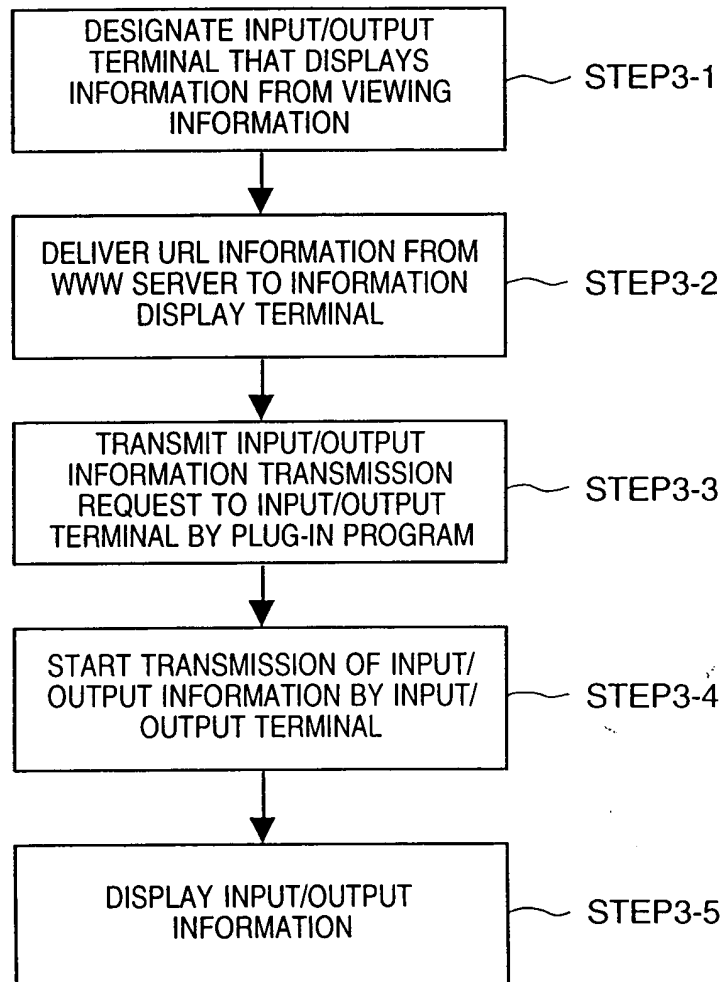 DESIGNATE INPUT/OUTPUT
TERMINAL THAT DISPLAYS
INFORMATION FROM VIEWING
INFORMATION
STEP3-1
DELIVER URL INFORMATION FROM
WWW SERVER TO INFORMATION
DISPLAY TERMINAL
STEP3-2
TRANSMIT INPUT/OUTPUT
INFORMATION TRANSMISSION
REQUEST TO INPUT/OUTPUT
TERMINAL BY PLUG-IN PROGRAM
STEP3-3
START TRANSMISSION OF INPUT/
OUTPUT INFORMATION BY INPUT/
OUTPUT TERMINAL
STEP3-4
DISPLAY INPUT/OUTPUT
INFORMATION
STEP3-5